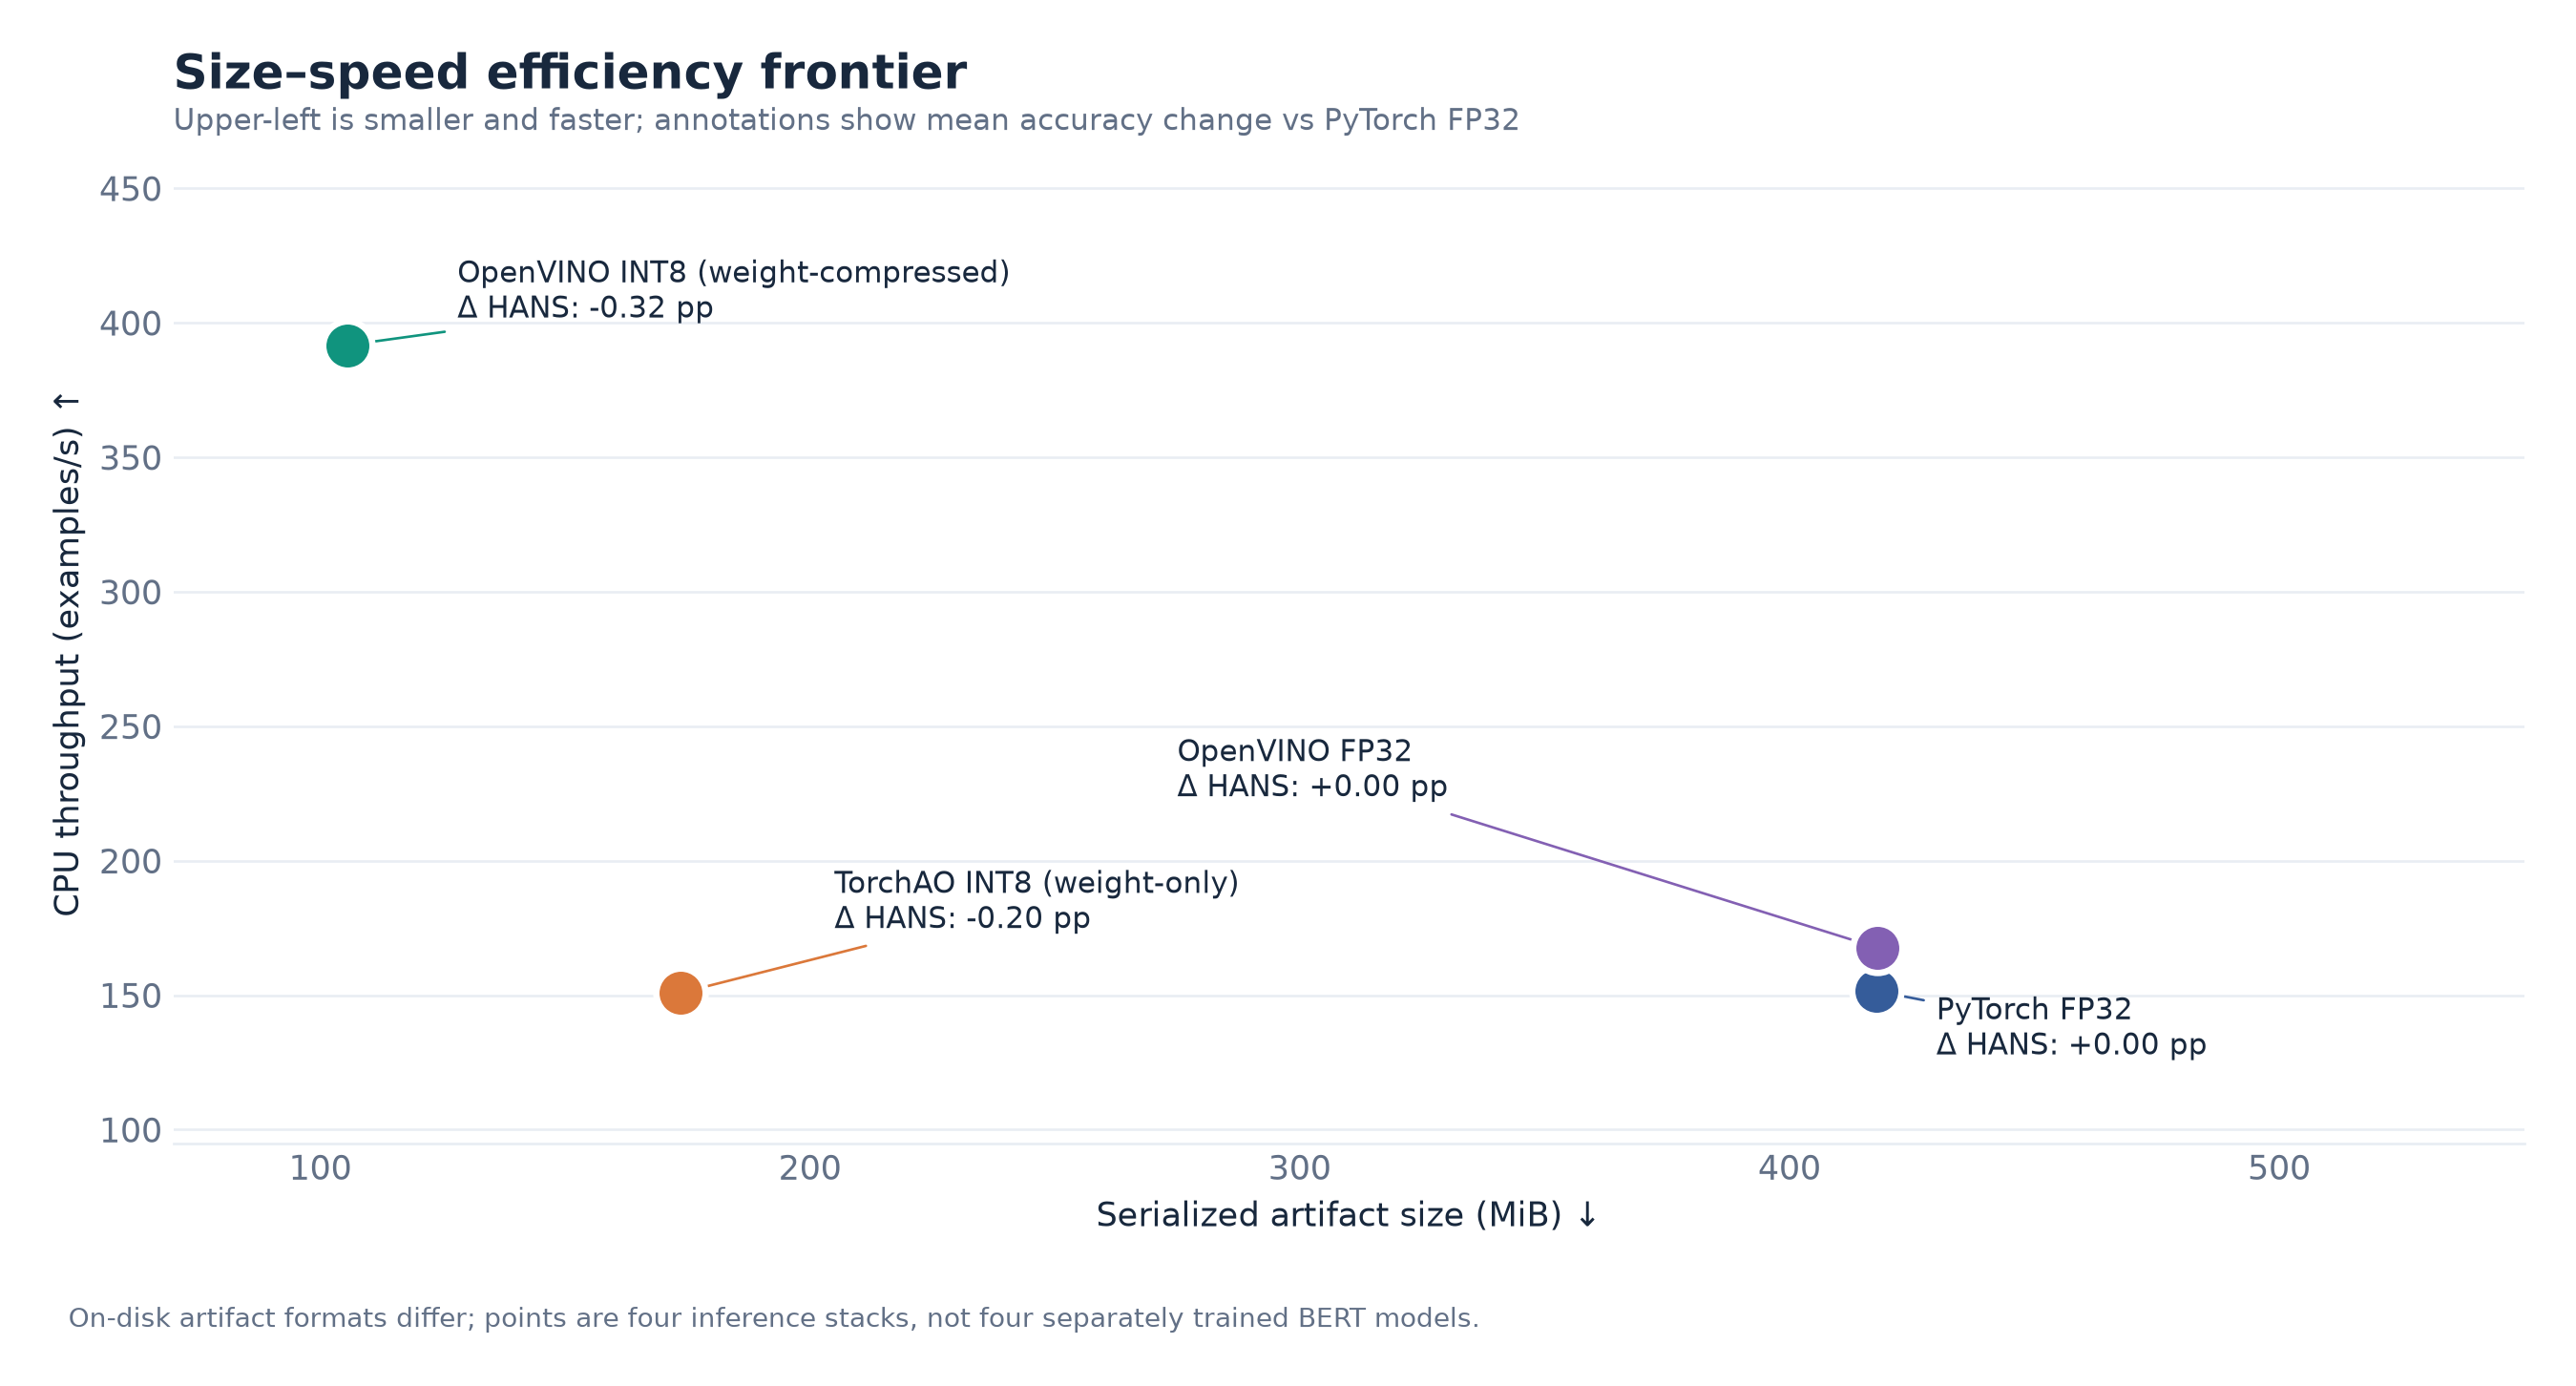 Size–speed efficiency frontier
Upper-left is smaller and faster; annotations show mean accuracy change vs PyTorch FP32
CPU throughput (examples/s) ↑
450
400
350
300
250
200
150
100
OpenVINO INT8 (weight-compressed)
Δ HANS: -0.32 pp
OpenVINO FP32
Δ HANS: +0.00 pp
TorchAO INT8 (weight-only)
Δ HANS: -0.20 pp
PyTorch FP32
Δ HANS: +0.00 pp
100 200 300 400 500
Serialized artifact size (MiB) ↓
On-disk artifact formats differ; points are four inference stacks, not four separately trained BERT models.